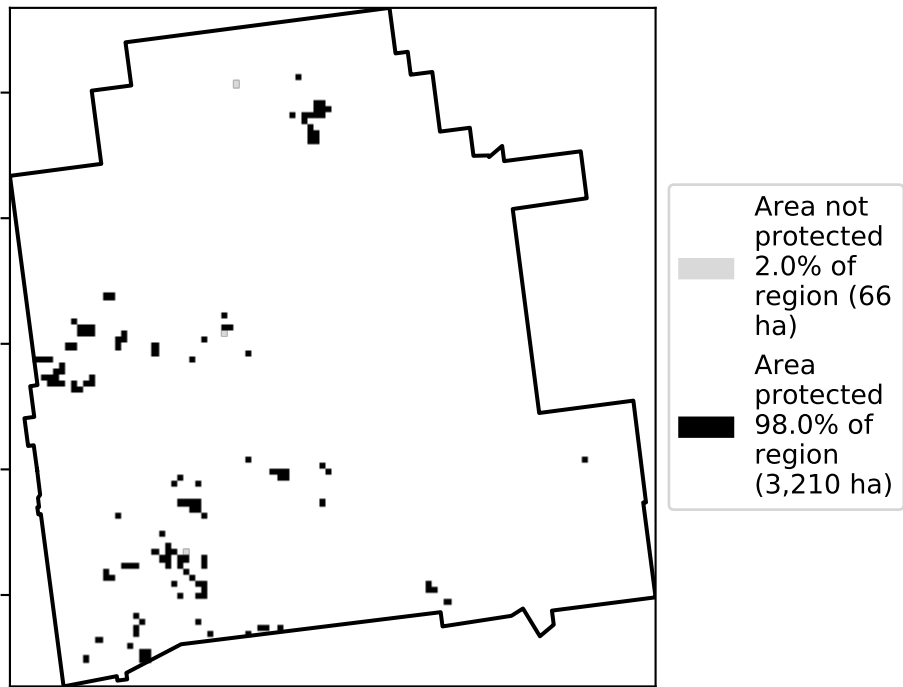 Area not
protected
2.0% of
region (66
ha)
Area
protected
98.0% of
region
(3,210 ha)